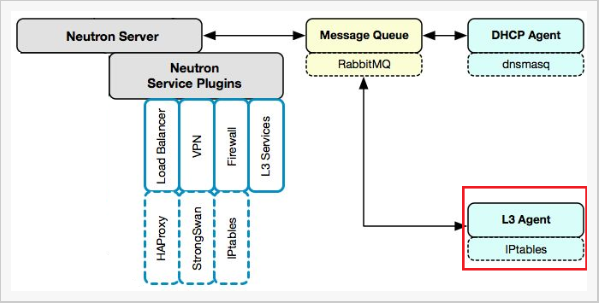 Neutron Server
Message Queue
DHCP Agent
RabbitMQ
dnsmasq
Neutron
Service Plugins
Load Balancer
VPN
Firewall
L3 Services
HAProxy
StrongSwan
IPtables
L3 Agent
IPtables